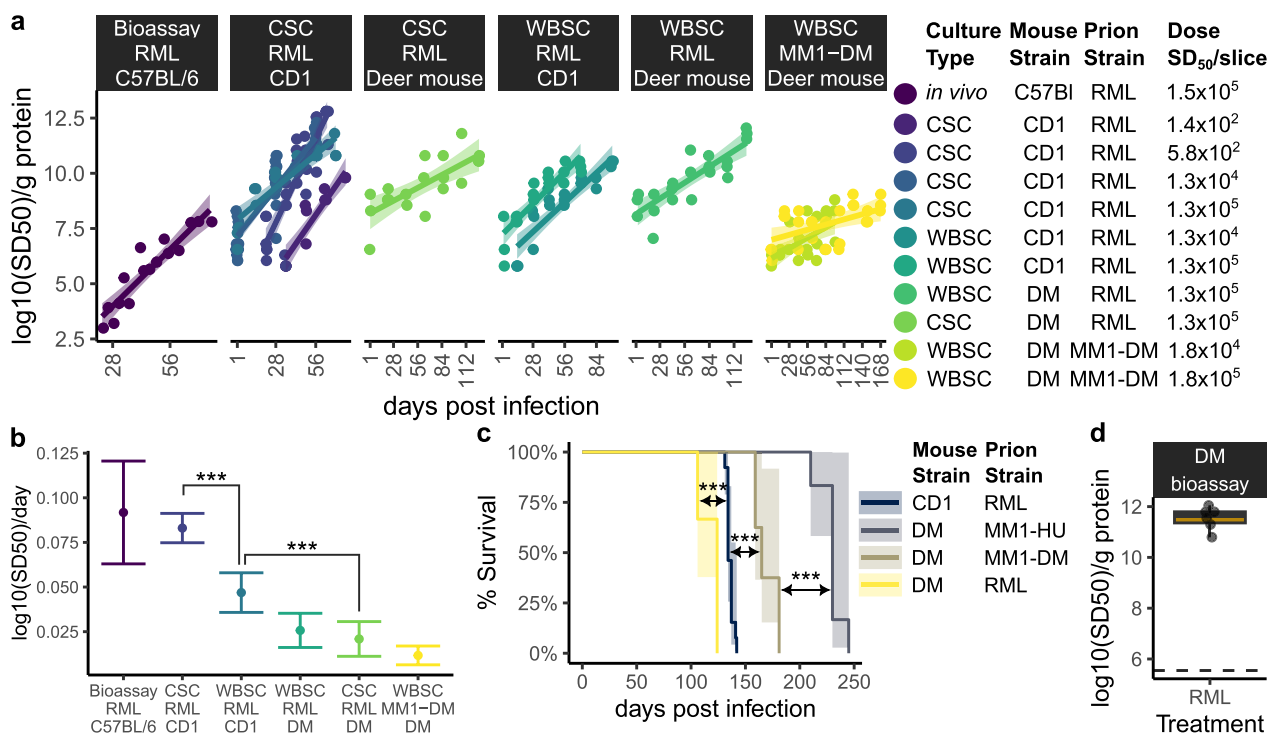 a
Bioassay
RML
C57BL/6
CSC
RML
CD1
CSC
RML
Deer mouse
WBSC
RML
CD1
WBSC
RML
Deer mouse
WBSC
MM1−DM
Deer mouse
log10(SD50)/g protein
12.5
10.0
7.5
5.0
2.5
28 56
1 28 56
1 28 56 84 112
1 28 56 84
1 28 56 84 112
1 28 56 84 112 140 168
days post infection
Culture Mouse Prion Dose
Type Strain Strain SD50/slice
in vivo C57Bl RML 1.5x10^5
CSC CD1 RML 1.4x10^2
CSC CD1 RML 5.8x10^2
CSC CD1 RML 1.3x10^4
CSC CD1 RML 1.3x10^5
WBSC CD1 RML 1.3x10^4
WBSC CD1 RML 1.3x10^5
WBSC DM RML 1.3x10^5
CSC DM RML 1.3x10^5
WBSC DM MM1-DM 1.8x10^4
WBSC DM MM1-DM 1.8x10^5
b
log10(SD50)/day
0.125
0.100
0.075
0.050
0.025
***
***
Bioassay
RML
C57BL/6
CSC
RML
CD1
WBSC
RML
CD1
WBSC
RML
DM
CSC
RML
DM
WBSC
MM1−DM
DM
c
% Survival
100%
75%
50%
25%
0%
***
***
***
0 50 100 150 200 250
days post infection
Mouse Prion
Strain Strain
CD1 RML
DM MM1-HU
DM MM1-DM
DM RML
d
DM
bioassay
log10(SD50)/g protein
12
10
8
6
RML
Treatment